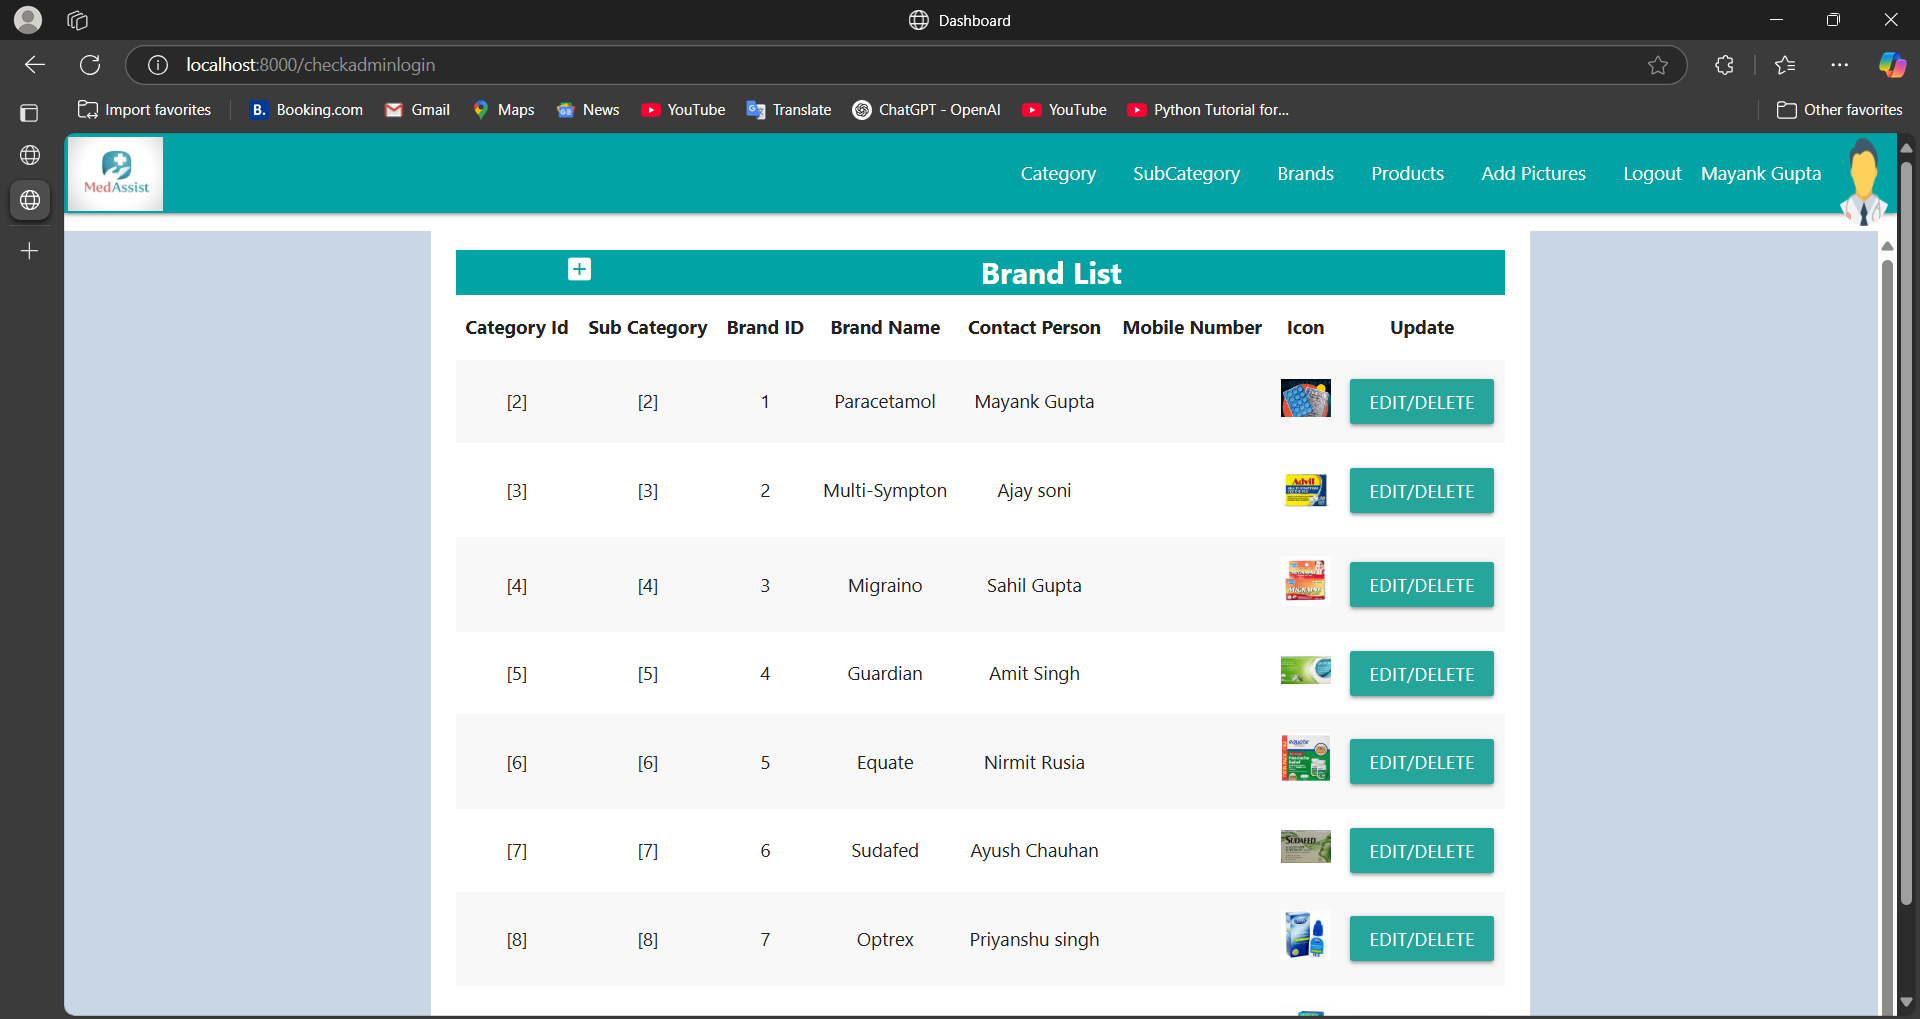 Dashboard
localhost:8000/checkadminlogin
Import favorites B. Booking.com Gmail Maps News YouTube Translate ChatGPT - OpenAI YouTube Python Tutorial for... Other favorites
MedAssist
Category SubCategory Brands Products Add Pictures Logout Mayank Gupta
Brand List
Category Id Sub Category Brand ID Brand Name Contact Person Mobile Number Icon Update
[2] [2] 1 Paracetamol Mayank Gupta EDIT/DELETE
[3] [3] 2 Multi-Sympton Ajay soni Advil EDIT/DELETE
[4] [4] 3 Migraino Sahil Gupta EDIT/DELETE
[5] [5] 4 Guardian Amit Singh EDIT/DELETE
[6] [6] 5 Equate Nirmit Rusia equate EDIT/DELETE
[7] [7] 6 Sudafed Ayush Chauhan SUDAFED EDIT/DELETE
[8] [8] 7 Optrex Priyanshu singh EDIT/DELETE